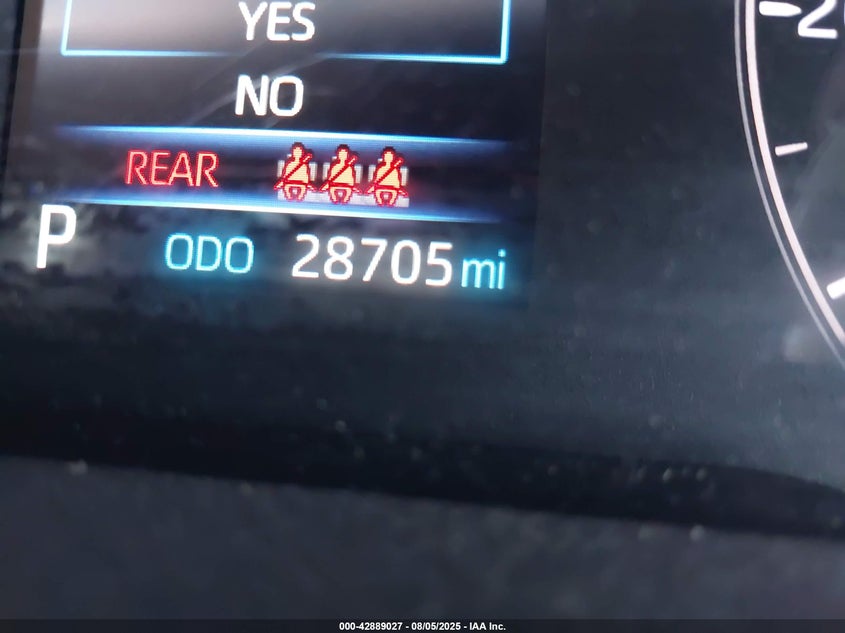 YES
NO
REAR
P ODO 28705 mi
000-42889027 - 08/05/2025 - IAA Inc.